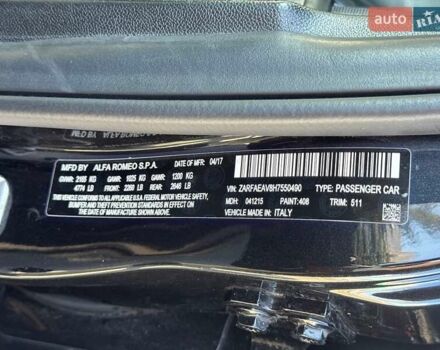 auto RIA
MFD BY ALFA ROMEO S.P.A. DATE OF MFR: 04/17
GVWR: 2165 KG FRONT: 1025 KG REAR: 1200 KG
4774 LB 2260 LB 2646 LB
THIS VEHICLE CONFORMS TO ALL APPLICABLE
FEDERAL MOTOR VEHICLE SAFETY,
BUMPER, AND THEFT PREVENTION STANDARDS
IN EFFECT ON THE DATE OF MANUFACTURE
SHOWN ABOVE
VIN: ZARFAEAV8H7550490 TYPE: PASSENGER CAR
MDH: 041215 PAINT: 408 TRIM: 511
VEHICLE MADE IN: ITALY